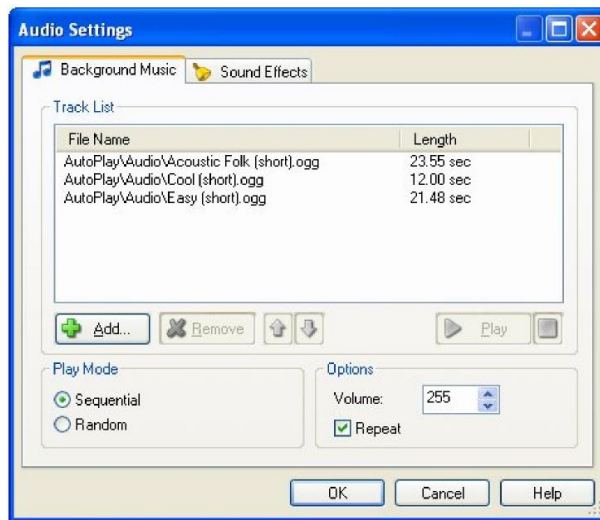 Audio Settings
Background Music Sound Effects
Track List
File Name Length
AutoPlay\Audio\Acoustic Folk (short).ogg 23.55 sec
AutoPlay\Audio\Cool (short).ogg 12.00 sec
AutoPlay\Audio\Easy (short).ogg 21.48 sec
Add... Remove Play
Play Mode Options
Sequential Volume: 255
Random Repeat
OK Cancel Help